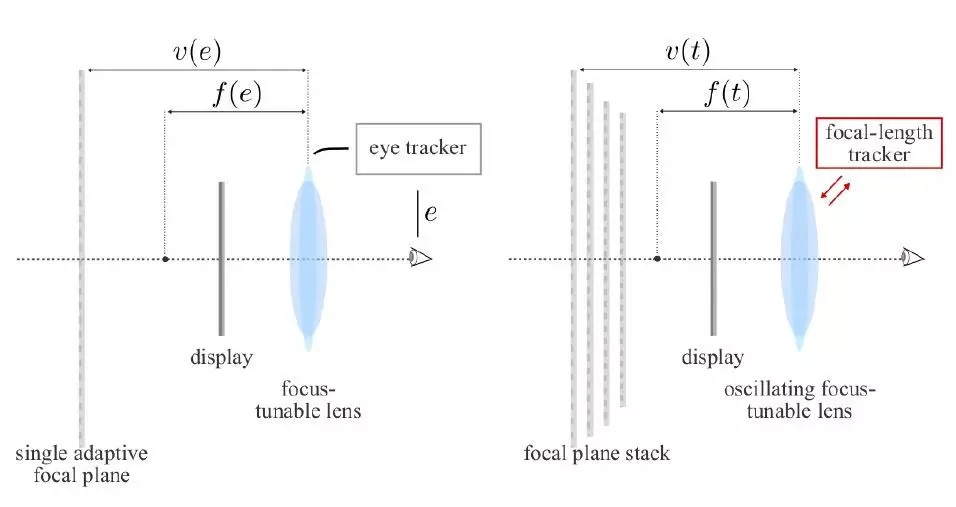 v(e)
f(e)
eye tracker
e
display
focus-
tunable lens
single adaptive
focal plane
v(t)
f(t)
focal-length
tracker
display
oscillating focus-
tunable lens
focal plane stack